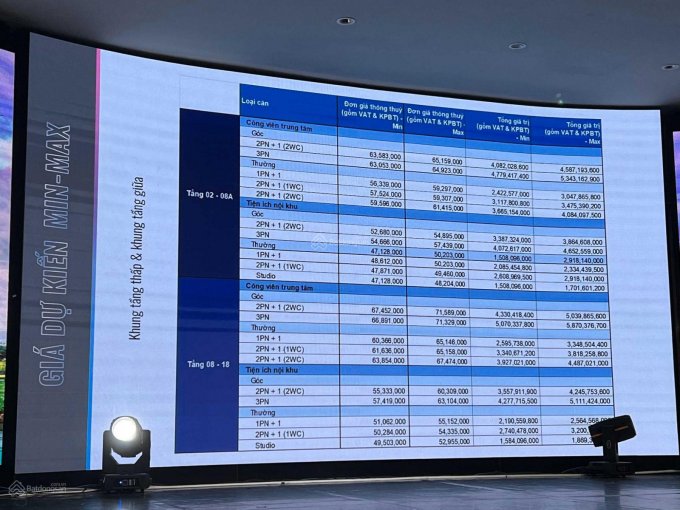 GIÁ DỰ KIẾN MIN-MAX
Khung tầng thấp & khung tầng giữa
Loại căn
Đơn giá thông thuỷ (gồm VAT & KPBT) - Min
Đơn giá thông thuỷ (gồm VAT & KPBT) - Max
Tổng giá trị (gồm VAT & KPBT) - Min
Tổng giá trị (gồm VAT & KPBT) - Max
Tầng 02 - 08A
Công viên trung tâm
Góc
2PN + 1 (2WC) 63,583,000 65,159,000 4,082,028,600 4,587,193,600
3PN 63,053,000 64,923,000 4,779,417,400 5,343,162,900
Thường
1PN + 1 56,339,000 59,297,000 2,422,577,000 3,047,865,800
2PN + 1 (1WC) 57,524,000 59,307,000 3,117,800,800 3,475,390,200
2PN + 1 (2WC) 59,596,000 61,415,000 3,665,154,000 4,084,097,500
Tiện ích nội khu
Góc
2PN + 1 (2WC) 52,680,000 54,895,000 3,387,324,000 3,864,608,000
3PN 54,666,000 57,439,000 4,072,617,000 4,652,559,000
Thường 47,128,000 50,203,000 1,508,096,000 2,918,140,000
1PN + 1 48,612,000 50,203,000 2,085,454,800 2,334,439,500
2PN + 1 (1WC) 47,871,000 49,460,000 2,608,969,500 2,918,140,000
Studio 47,128,000 48,204,000 1,508,096,000 1,701,601,200
Tầng 08 - 18
Công viên trung tâm
Góc
2PN + 1 (2WC) 67,452,000 71,589,000 4,330,418,400 5,039,865,600
3PN 66,891,000 71,329,000 5,070,337,800 5,870,376,700
Thường
1PN + 1 60,366,000 65,146,000 2,595,738,000 3,348,504,400
2PN + 1 (1WC) 61,636,000 65,158,000 3,340,671,200 3,818,258,800
2PN + 1 (2WC) 63,854,000 67,474,000 3,927,021,000 4,487,021,000
Tiện ích nội khu
Góc
2PN + 1 (2WC) 55,333,000 60,309,000 3,557,911,900 4,245,753,600
3PN 57,419,000 63,104,000 4,277,715,500 5,111,424,000
Thường
1PN + 1 51,062,000 55,152,000 2,190,559,800 2,564,568,
2PN + 1 (1WC) 50,284,000 54,335,000 2,740,478,000 3,200,
Studio 49,503,000 52,955,000 1,584,096,000 1,869,
Batdongsan.com.vn